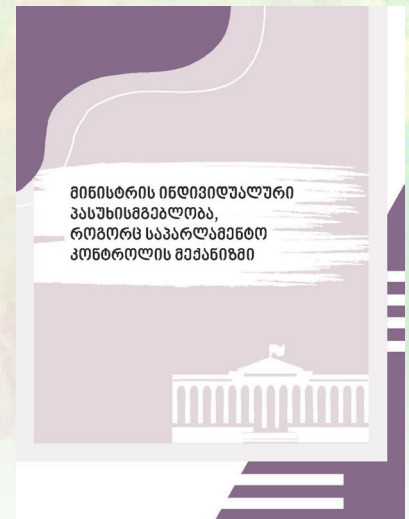 მინისტრის ინდივიდუალური
პასუხისმგებლობა,
როგორც საპარლამენტო
კონტროლის მექანიზმი